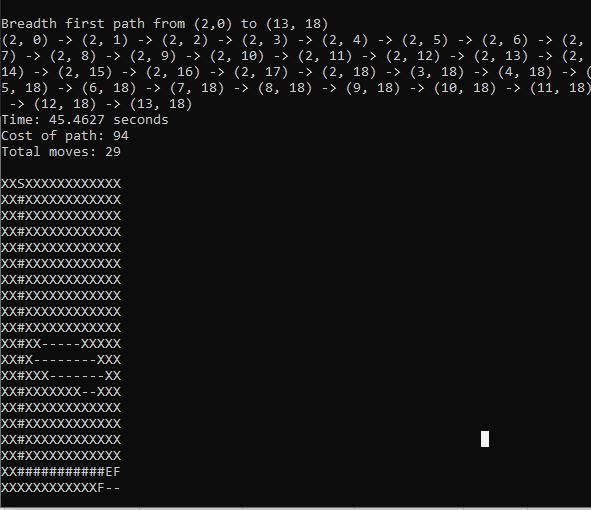 Breadth first path from (2,0) to (13, 18)
(2, 0) -> (2, 1) -> (2, 2) -> (2, 3) -> (2, 4) -> (2, 5) -> (2, 6) -> (2,
7) -> (2, 8) -> (2, 9) -> (2, 10) -> (2, 11) -> (2, 12) -> (2, 13) -> (2,
14) -> (2, 15) -> (2, 16) -> (2, 17) -> (2, 18) -> (3, 18) -> (4, 18) -> (
5, 18) -> (6, 18) -> (7, 18) -> (8, 18) -> (9, 18) -> (10, 18) -> (11, 18)
-> (12, 18) -> (13, 18)
Time: 45.4627 seconds
Cost of path: 94
Total moves: 29
XXSXXXXXXXXXXXX
XX#XXXXXXXXXXXX
XX#XXXXXXXXXXXX
XX#XXXXXXXXXXXX
XX#XXXXXXXXXXXX
XX#XXXXXXXXXXXX
XX#XXXXXXXXXXXX
XX#XXXXXXXXXXXX
XX#XXXXXXXXXXXX
XX#XXXXXXXXXXXX
XX#XX-----XXXXX
XX#X--------XXX
XX#XXX-------XX
XX#XXXXXXX--XXX
XX#XXXXXXXXXXXX
XX#XXXXXXXXXXXX
XX#XXXXXXXXXXXX
XX#XXXXXXXXXXXX
XX###########EF
XXXXXXXXXXXXF--